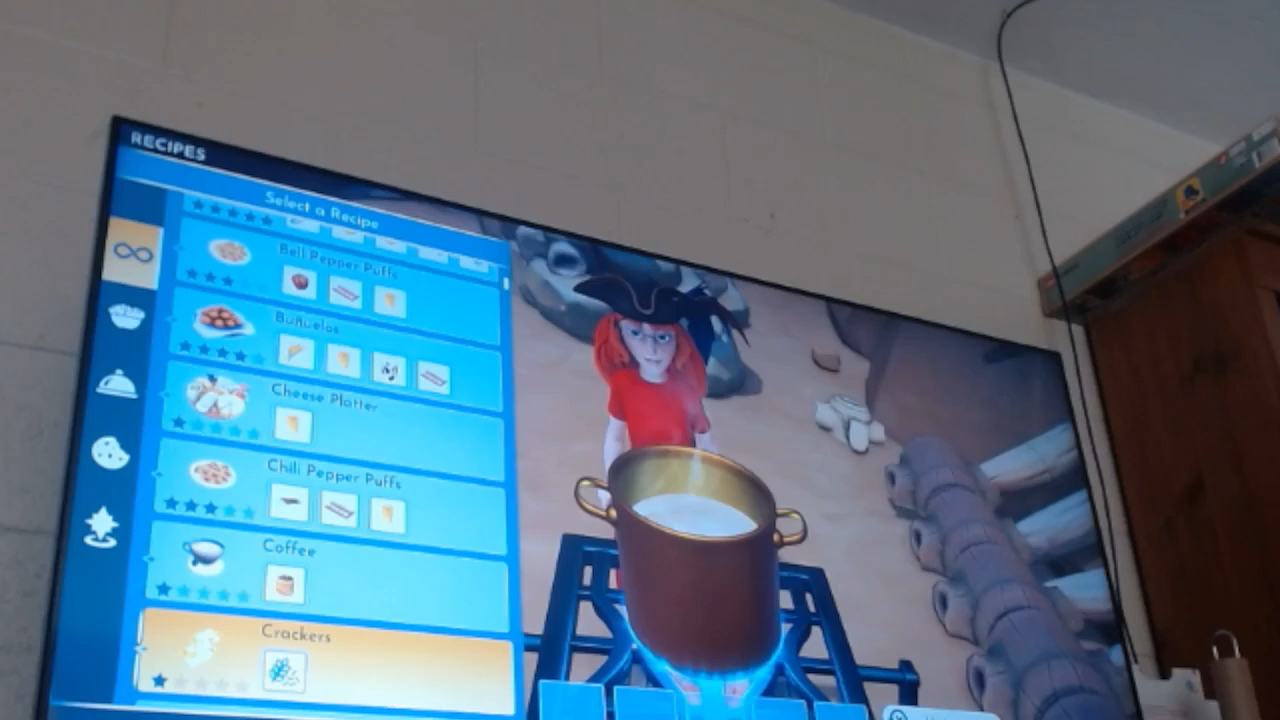 RECIPES
Select a Recipe
Bell Pepper Puffs
Buñuelos
Cheese Platter
Chili Pepper Puffs
Coffee
Crackers